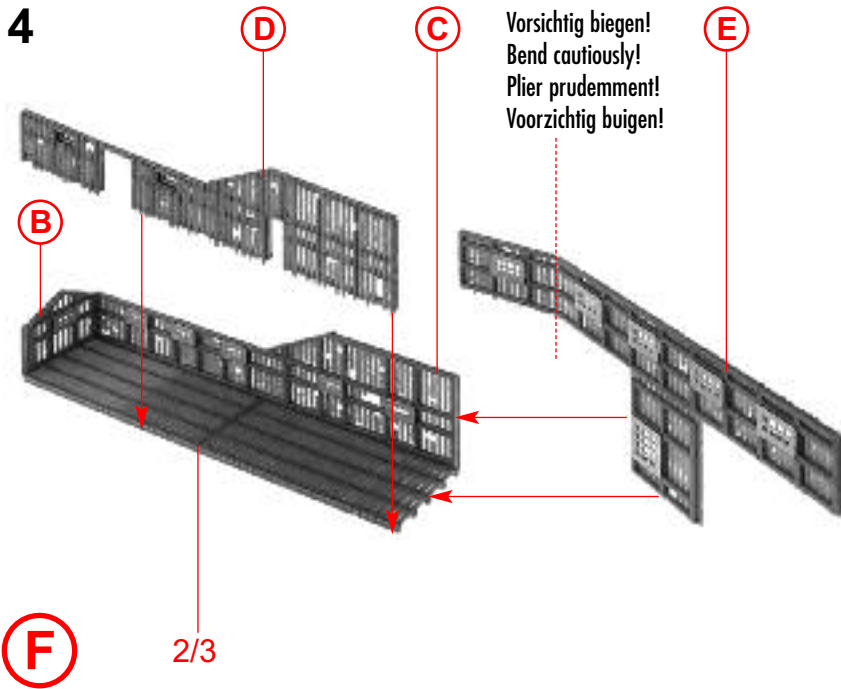 4
D
C
Vorsichtig biegen!
Bend cautiously!
Plier prudemment!
Voorzichtig buigen!
E
B
F
2/3